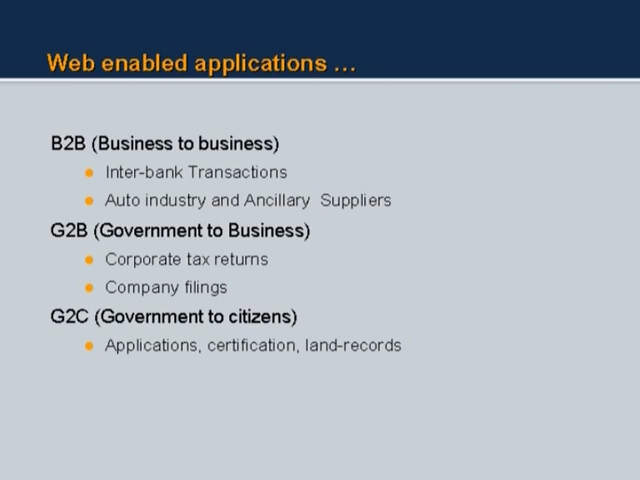 Web enabled applications ...
B2B (Business to business)
Inter-bank Transactions
Auto industry and Ancillary Suppliers
G2B (Government to Business)
Corporate tax returns
Company filings
G2C (Government to citizens)
Applications, certification, land-records